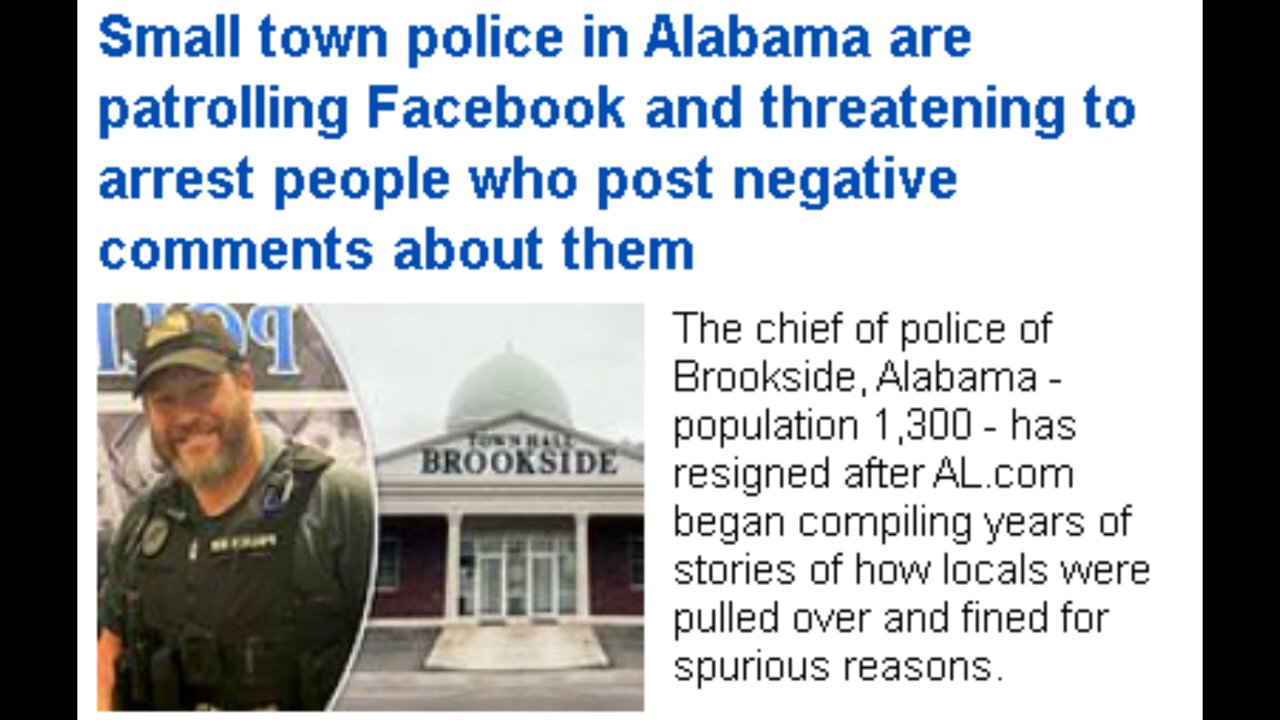 Small town police in Alabama are
patrolling Facebook and threatening to
arrest people who post negative
comments about them
TOWN HALL
BROOKSIDE
The chief of police of
Brookside, Alabama -
population 1,300 - has
resigned after AL.com
began compiling years of
stories of how locals were
pulled over and fined for
spurious reasons.